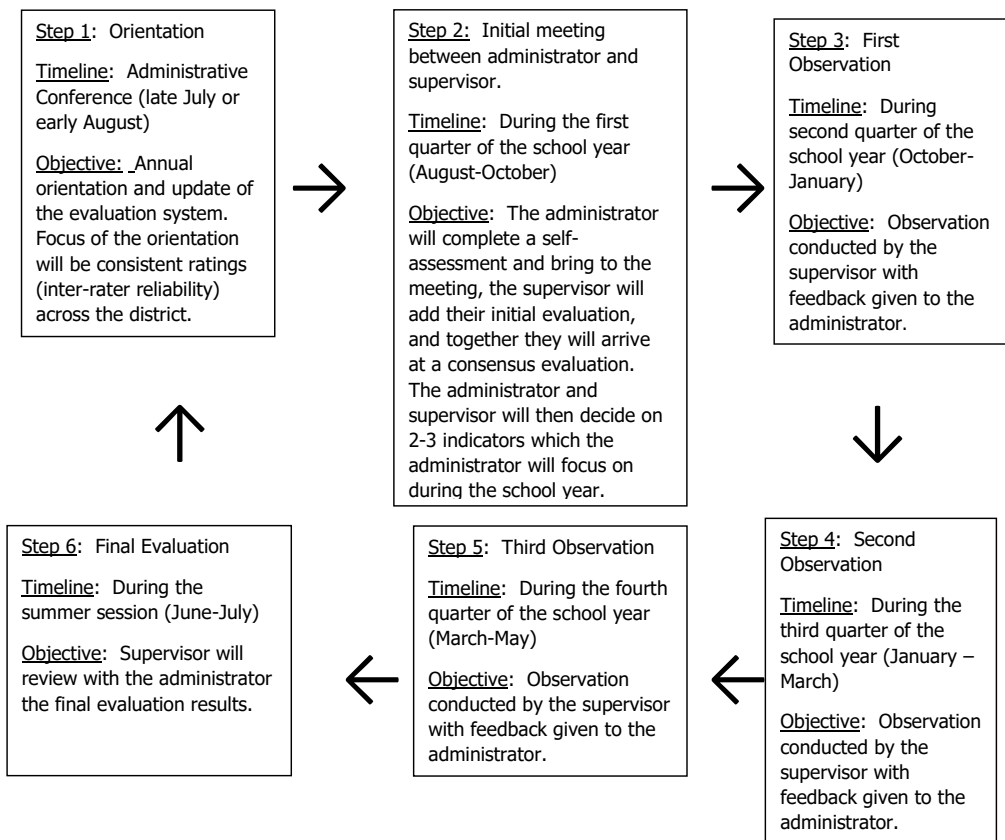 Step 1: Orientation
Timeline: Administrative
Conference (late July or
early August)
Objective: Annual
orientation and update of
the evaluation system.
Focus of the orientation
will be consistent ratings
(inter-rater reliability)
across the district.
Step 2: Initial meeting
between administrator and
supervisor.
Timeline: During the first
quarter of the school year
(August-October)
Objective: The administrator
will complete a self-
assessment and bring to the
meeting, the supervisor will
add their initial evaluation,
and together they will arrive
at a consensus evaluation.
The administrator and
supervisor will then decide on
2-3 indicators which the
administrator will focus on
during the school year.
Step 3: First
Observation
Timeline: During
second quarter of the
school year (October-
January)
Objective: Observation
conducted by the
supervisor with
feedback given to the
administrator.
Step 4: Second
Observation
Timeline: During the
third quarter of the
school year (January –
March)
Objective: Observation
conducted by the
supervisor with
feedback given to the
administrator.
Step 5: Third Observation
Timeline: During the fourth
quarter of the school year
(March-May)
Objective: Observation
conducted by the supervisor
with feedback given to the
administrator.
Step 6: Final Evaluation
Timeline: During the
summer session (June-July)
Objective: Supervisor will
review with the administrator
the final evaluation results.